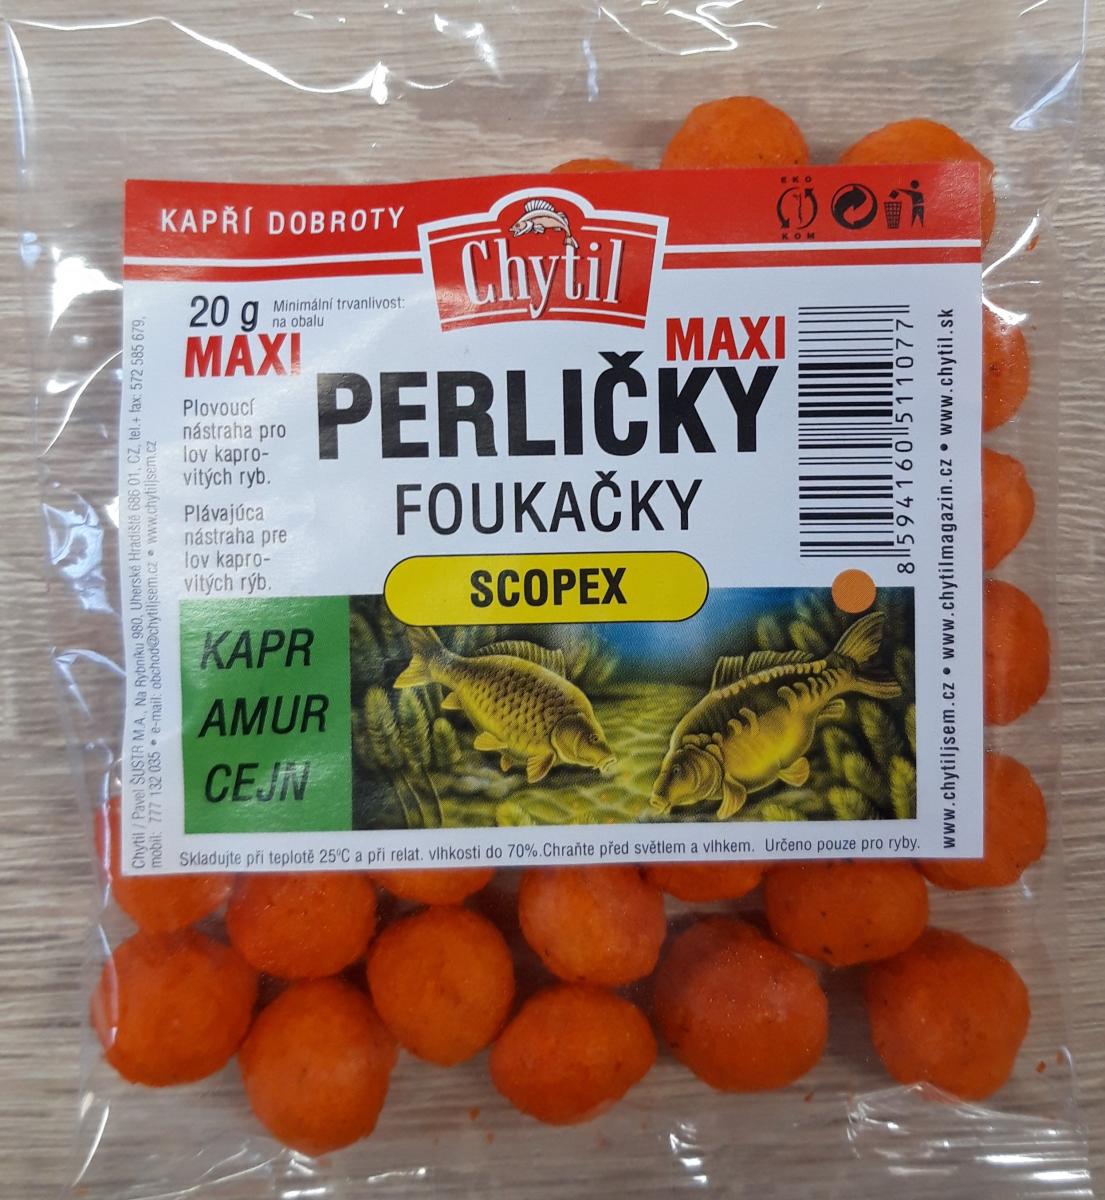 KAPŘÍ DOBROTY
Chytil
EKO
KOM
20 g
Minimální trvanlivost:
na obalu
MAXI
MAXI
PERLIČKY
FOUKAČKY
SCOPEX
Plovoucí
nástraha pro
lov kapro-
vitých ryb.
Plávajúca
nástraha pre
lov kapro-
vitých rýb.
KAPR
AMUR
CEJN
8 594160 511077
www.chytiljsem.cz • www.chytilmagazin.cz • www.chytil.sk
Chytil / Pavel ŠUSTR M.A., Na Rybníku 980, Uherské Hradiště 686 01, CZ, tel.+ fax: 572 585 679,
mobil: 777 132 035 • e-mail: obchod@chytiljsem.cz • www.chytiljsem.cz
Skladujte při teplotě 25°C a při relat. vlhkosti do 70%.Chraňte před světlem a vlhkem. Určeno pouze pro ryby.